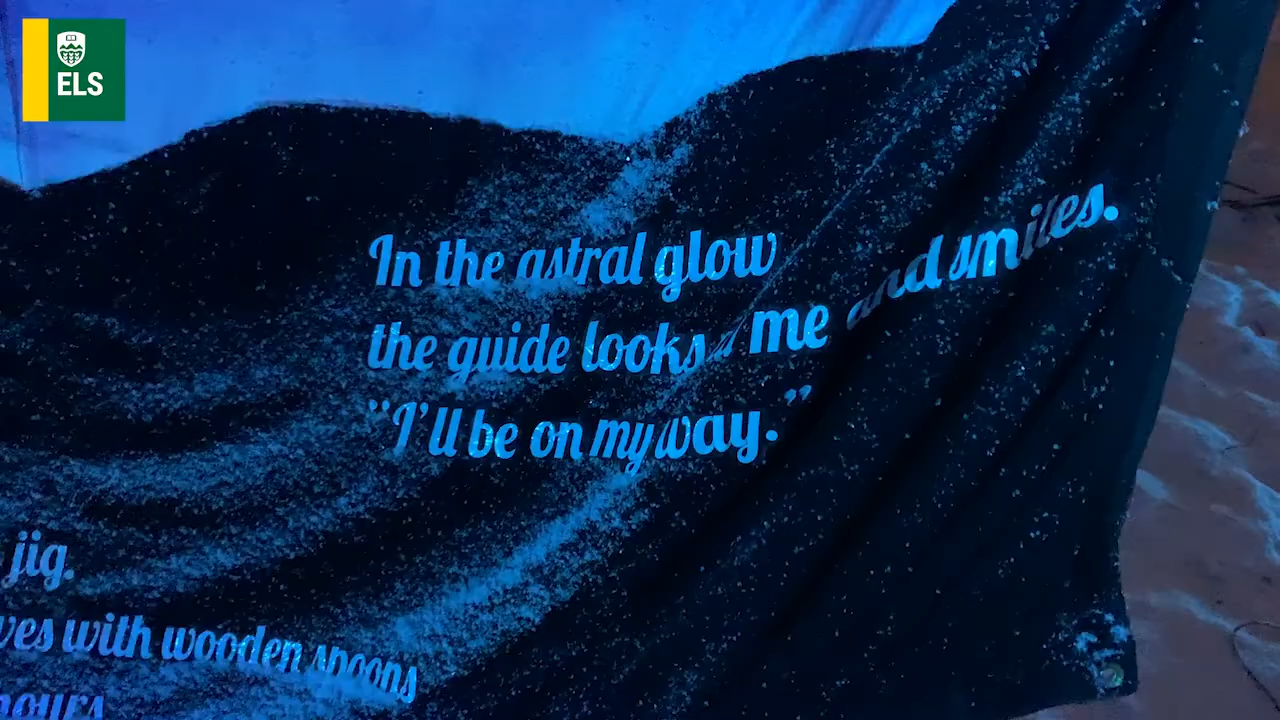 ELS
In the astral glow
the guide looks at me and smiles.
"I'll be on my way."
jig.
with wooden spoons